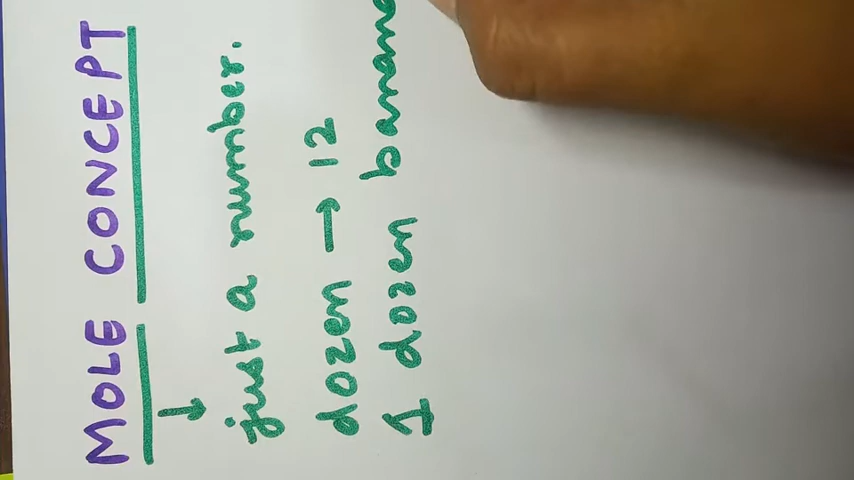 MOLE CONCEPT
↓
just a number.
dozen → 12
1 dozen